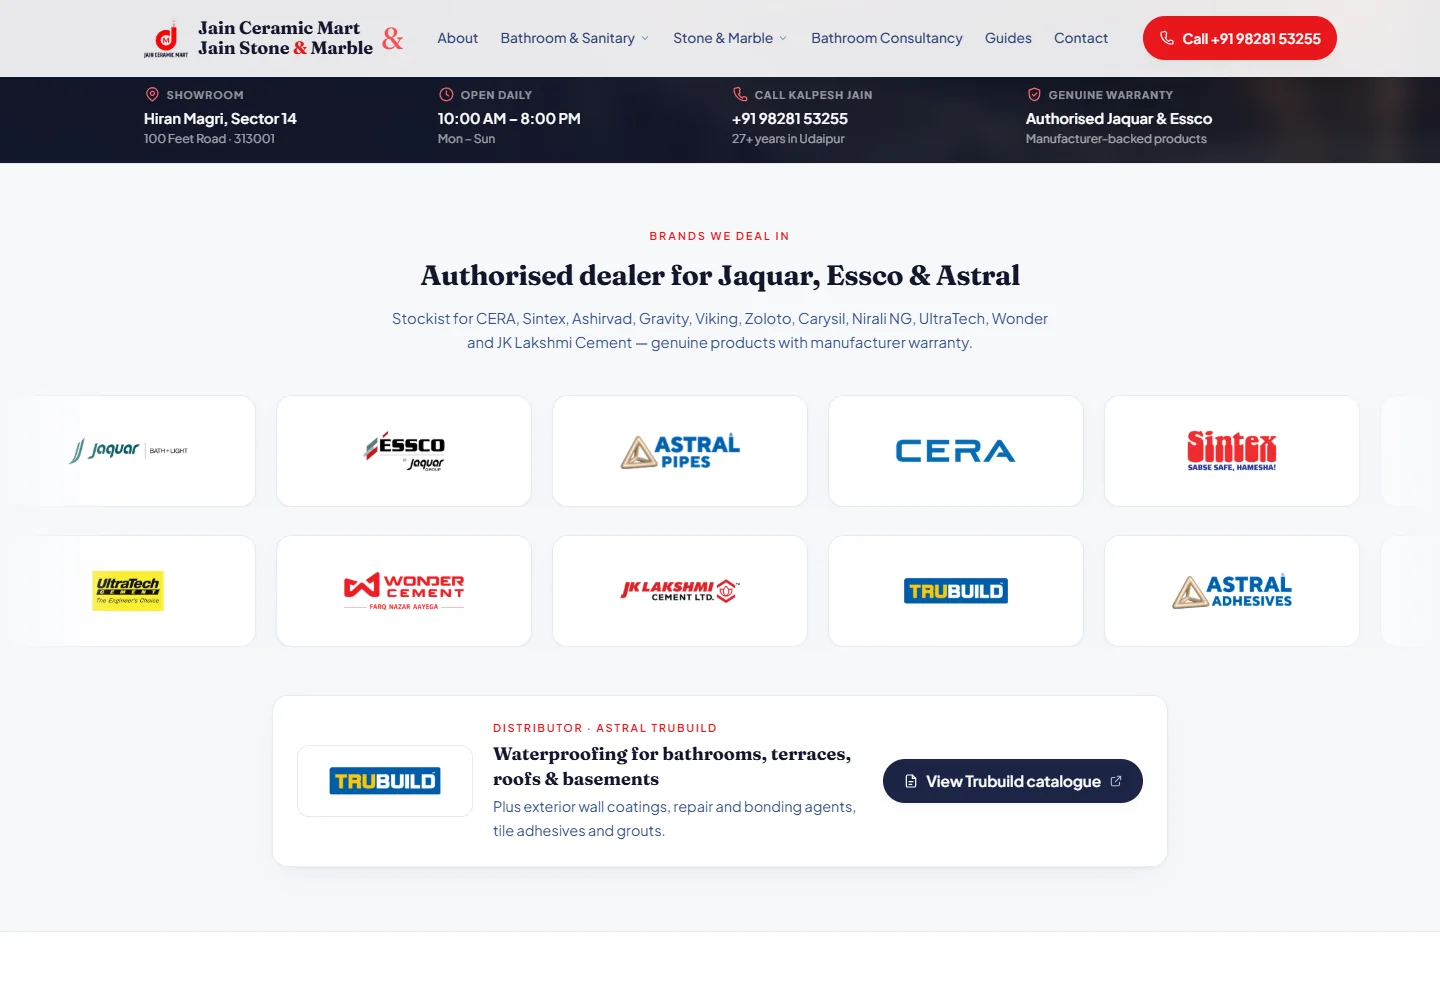 JAIN CERAMIC MART
Jain Ceramic Mart
Jain Stone & Marble
&
About
Bathroom & Sanitary
Stone & Marble
Bathroom Consultancy
Guides
Contact
Call +91 98281 53255
SHOWROOM
Hiran Magri, Sector 14
100 Feet Road · 313001
OPEN DAILY
10:00 AM – 8:00 PM
Mon – Sun
CALL KALPESH JAIN
+91 98281 53255
27+ years in Udaipur
GENUINE WARRANTY
Authorised Jaquar & Essco
Manufacturer-backed products
BRANDS WE DEAL IN
Authorised dealer for Jaquar, Essco & Astral
Stockist for CERA, Sintex, Ashirvad, Gravity, Viking, Zoloto, Carysil, Nirali NG, UltraTech, Wonder
and JK Lakshmi Cement — genuine products with manufacturer warranty.
Jaquar
BATH+LIGHT
ESSCO
Jaquar
GROUP
ASTRAL
PIPES
CERA
Sintex
SABSE SAFE, HAMESHA!
UltraTech
CEMENT
The Engineer's Choice
WONDER
CEMENT
FARQ NAZAR AAYEGA
JK LAKSHMI
CEMENT LTD.
TRUBUILD
ASTRAL
ADHESIVES
TRUBUILD
DISTRIBUTOR · ASTRAL TRUBUILD
Waterproofing for bathrooms, terraces,
roofs & basements
Plus exterior wall coatings, repair and bonding agents,
tile adhesives and grouts.
View Trubuild catalogue